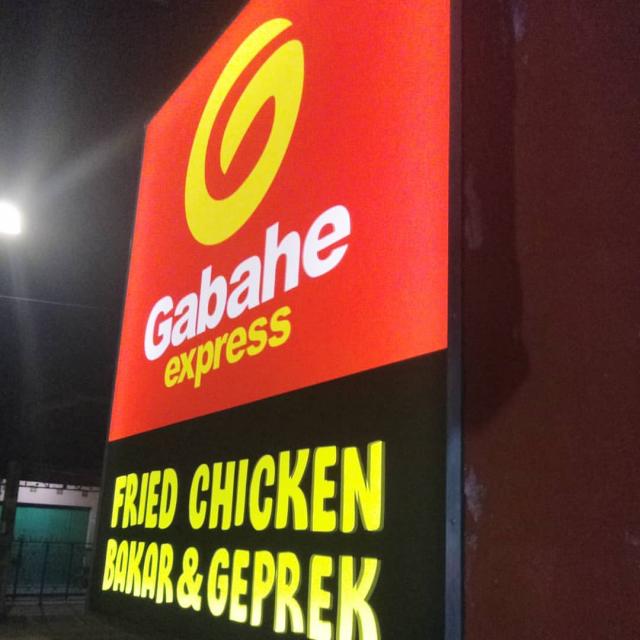 Gabahe
express
FRIED CHICKEN
BAKAR & GEPREK